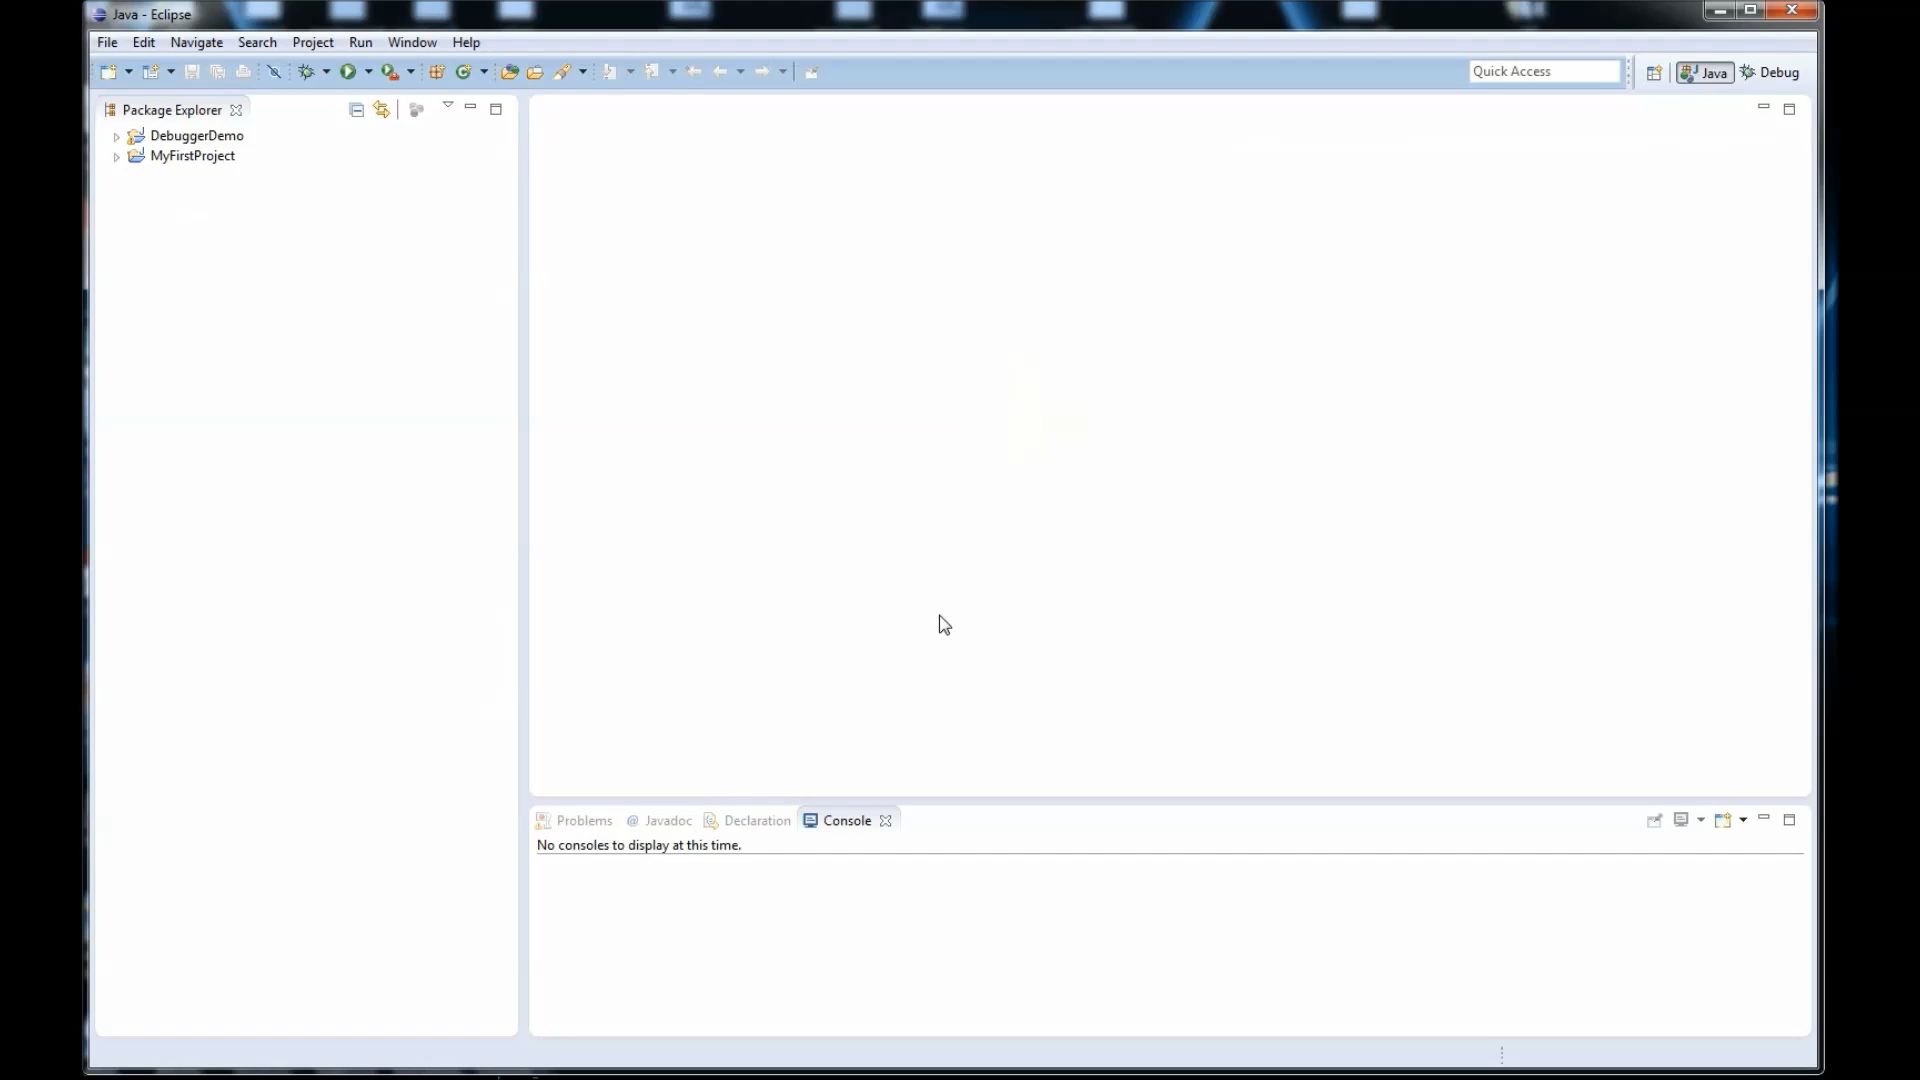 Java - Eclipse
File Edit Navigate Search Project Run Window Help
Quick Access
Java
Debug
Package Explorer
DebuggerDemo
MyFirstProject
Problems @ Javadoc Declaration Console
No consoles to display at this time.